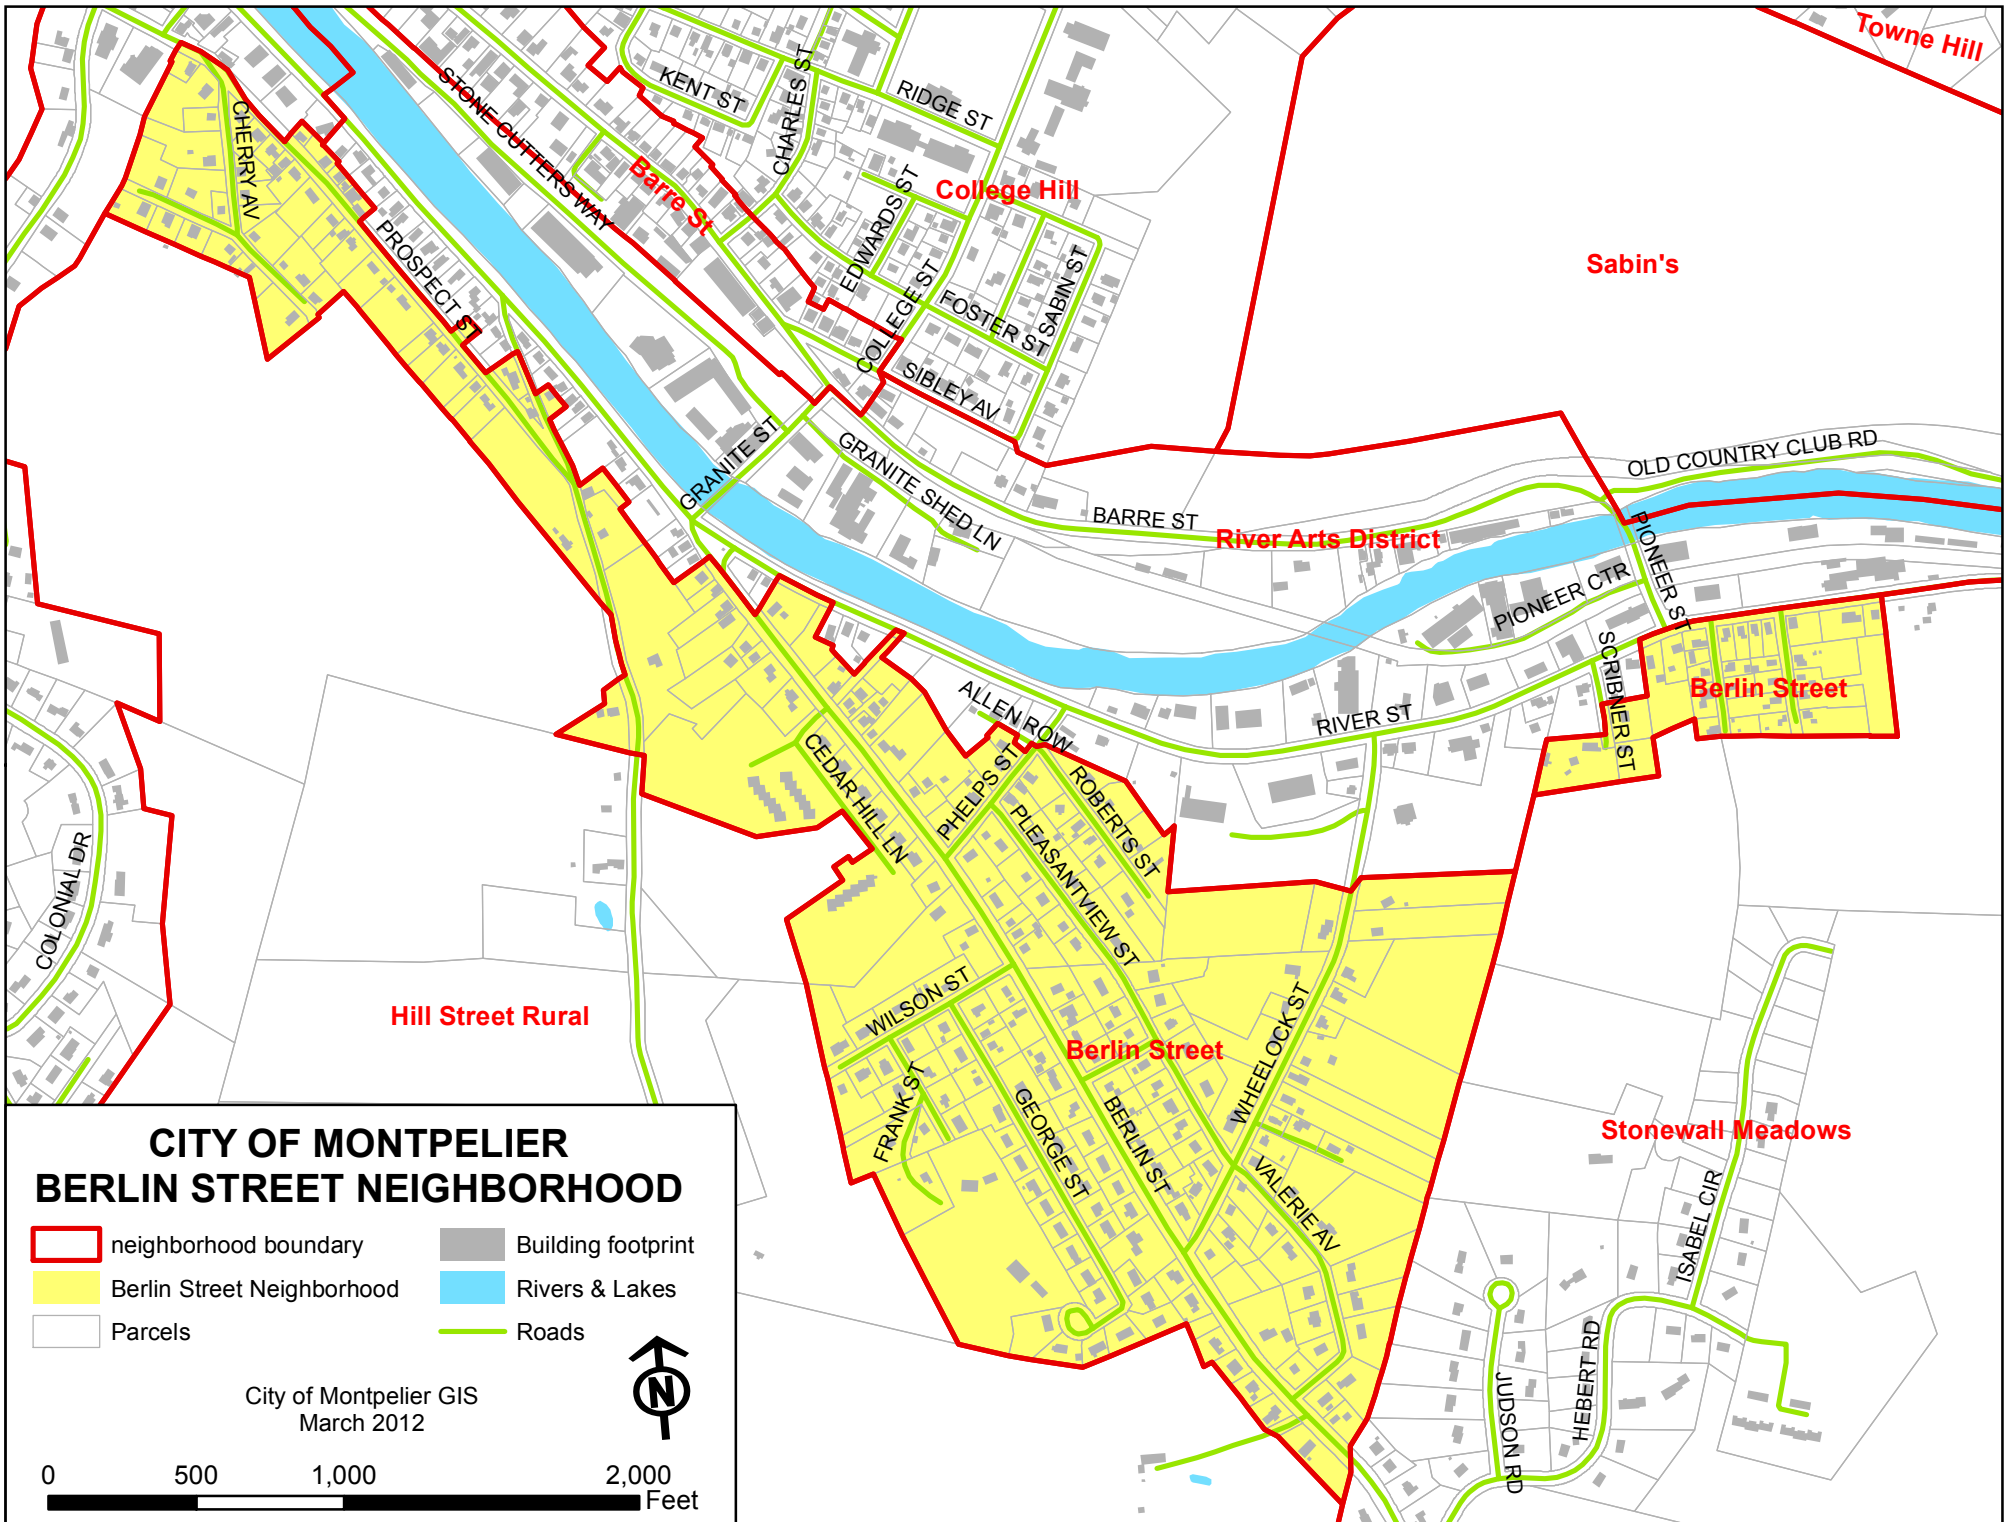 Towne Hill
KENT ST
CHARLES ST
RIDGE ST
STONE CUTTERS WAY
CHERRY AV
Barre St
College Hill
EDWARDS ST
PROSPECT ST
Sabin's
SABIN ST
COLLEGE ST
FOSTER ST
SIBLEY AV
GRANITE ST
GRANITE SHED LN
OLD COUNTRY CLUB RD
BARRE ST
River Arts District
PIONEER ST
PIONEER CTR
SCRIBNER ST
Berlin Street
ALLEN ROW
RIVER ST
CEDAR HILL LN
PHELPS ST
ROBERTS ST
PLEASANTVIEW ST
COLONIAL DR
WILSON ST
Hill Street Rural
Berlin Street
WHEELOCK ST
FRANK ST
GEORGE ST
BERLIN ST
VALERIE AV
Stonewall Meadows
ISABEL CIR
HEBERT RD
JUDSON RD
CITY OF MONTPELIER
BERLIN STREET NEIGHBORHOOD
neighborhood boundary
Building footprint
Berlin Street Neighborhood
Rivers & Lakes
Parcels
Roads
City of Montpelier GIS
March 2012
N
0 500 1,000 2,000
Feet